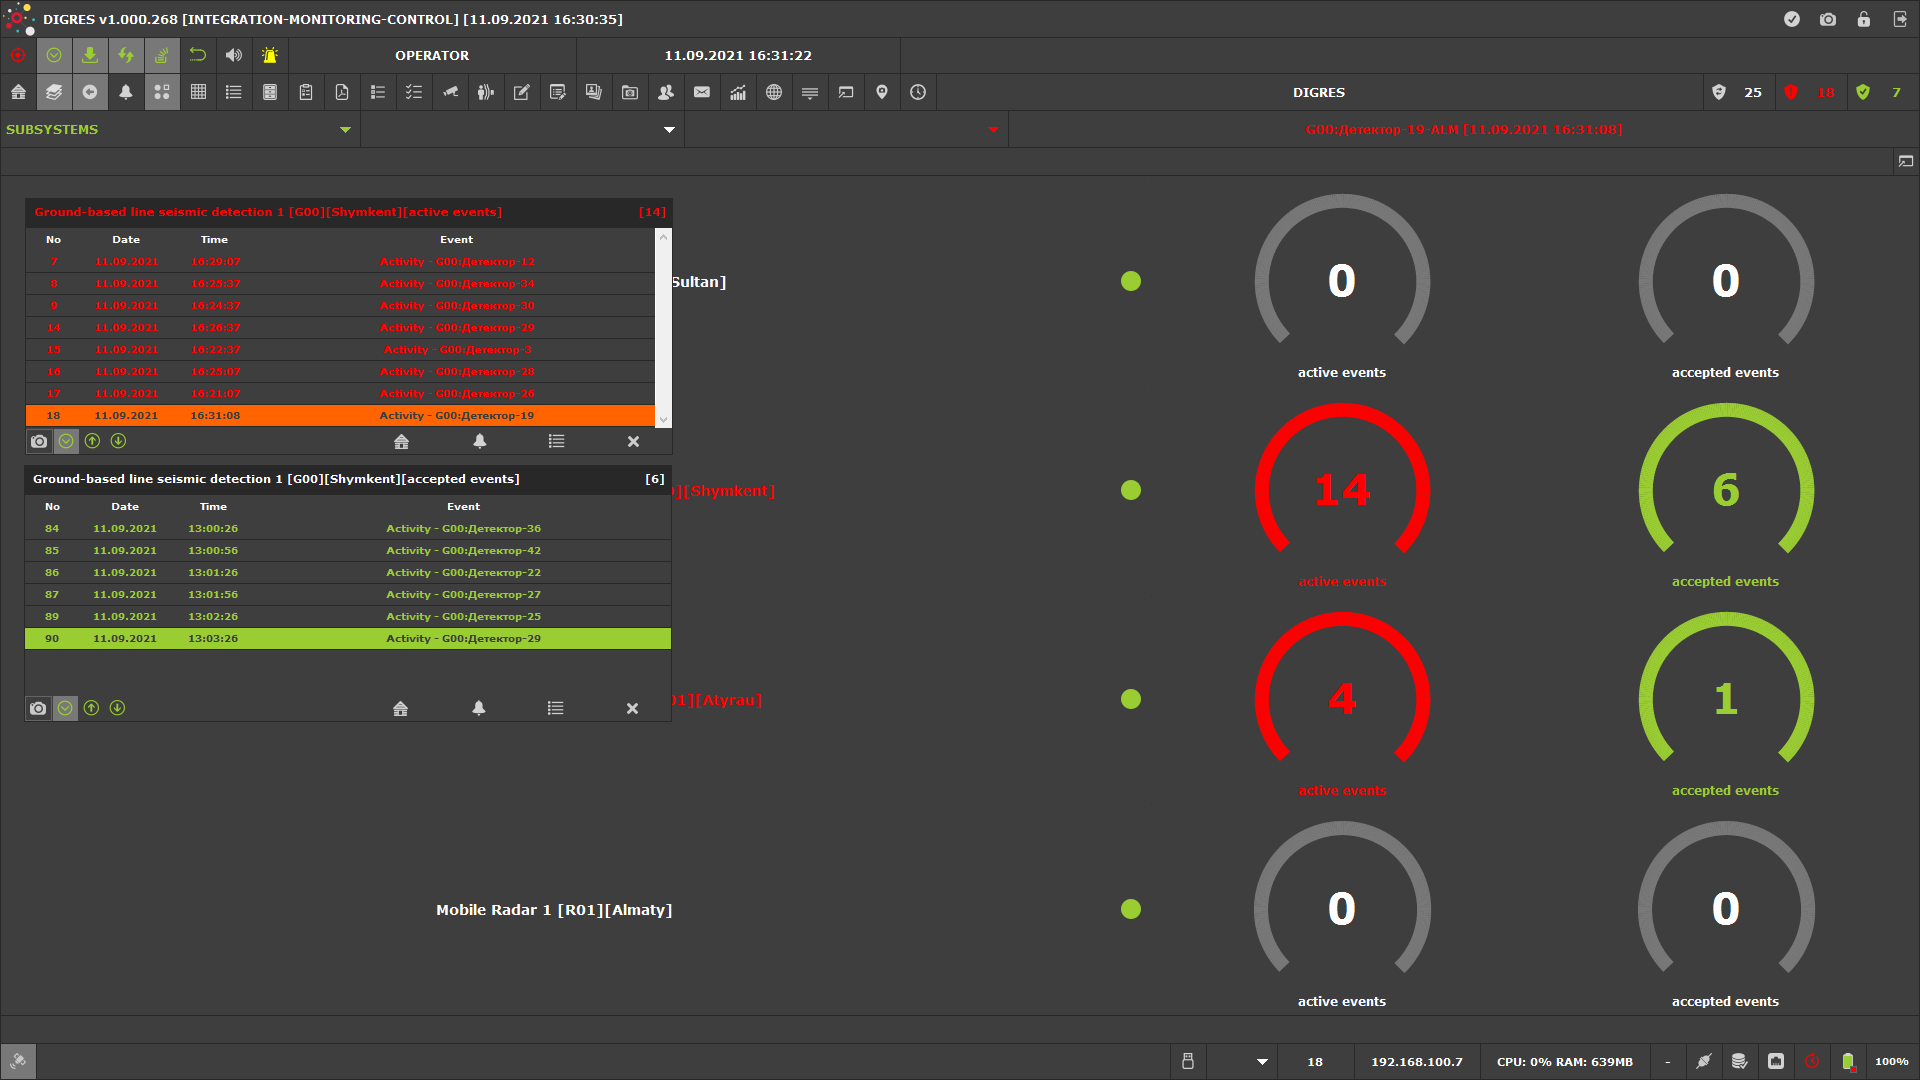 DIGRES v1.000.268 [INTEGRATION-MONITORING-CONTROL] [11.09.2021 16:30:35]
OPERATOR 11.09.2021 16:31:22
DIGRES 25 18 7
SUBSYSTEMS G00:Детектор-19-ALM [11.09.2021 16:31:08]
Ground-based line seismic detection 1 [G00][Shymkent][active events] [14]
No Date Time Event
7 11.09.2021 16:29:07 Activity - G00:Детектор-12
8 11.09.2021 16:25:37 Activity - G00:Детектор-34
9 11.09.2021 16:24:37 Activity - G00:Детектор-30
14 11.09.2021 16:26:37 Activity - G00:Детектор-29
15 11.09.2021 16:22:37 Activity - G00:Детектор-3
16 11.09.2021 16:25:07 Activity - G00:Детектор-28
17 11.09.2021 16:21:07 Activity - G00:Детектор-26
18 11.09.2021 16:31:08 Activity - G00:Детектор-19
Ground-based line seismic detection 1 [G00][Shymkent][accepted events] [6]
No Date Time Event
84 11.09.2021 13:00:26 Activity - G00:Детектор-36
85 11.09.2021 13:00:56 Activity - G00:Детектор-42
86 11.09.2021 13:01:26 Activity - G00:Детектор-22
87 11.09.2021 13:01:56 Activity - G00:Детектор-27
89 11.09.2021 13:02:26 Activity - G00:Детектор-25
90 11.09.2021 13:03:26 Activity - G00:Детектор-29
Sultan] 0 0
active events accepted events
][Shymkent] 14 6
active events accepted events
01][Atyrau] 4 1
active events accepted events
Mobile Radar 1 [R01][Almaty] 0 0
active events accepted events
18 192.168.100.7 CPU: 0% RAM: 639MB - 100%